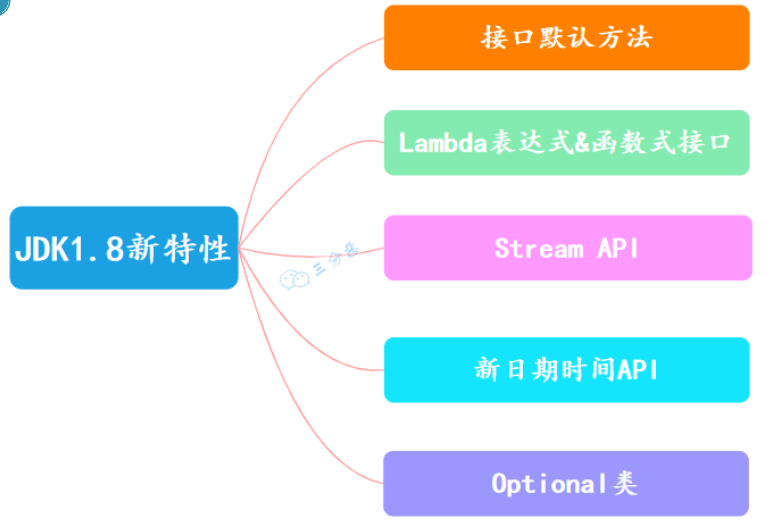 接口默认方法
Lambda表达式&函数式接口
JDK1.8新特性
Stream API
三分恶
新日期时间API
Optional类